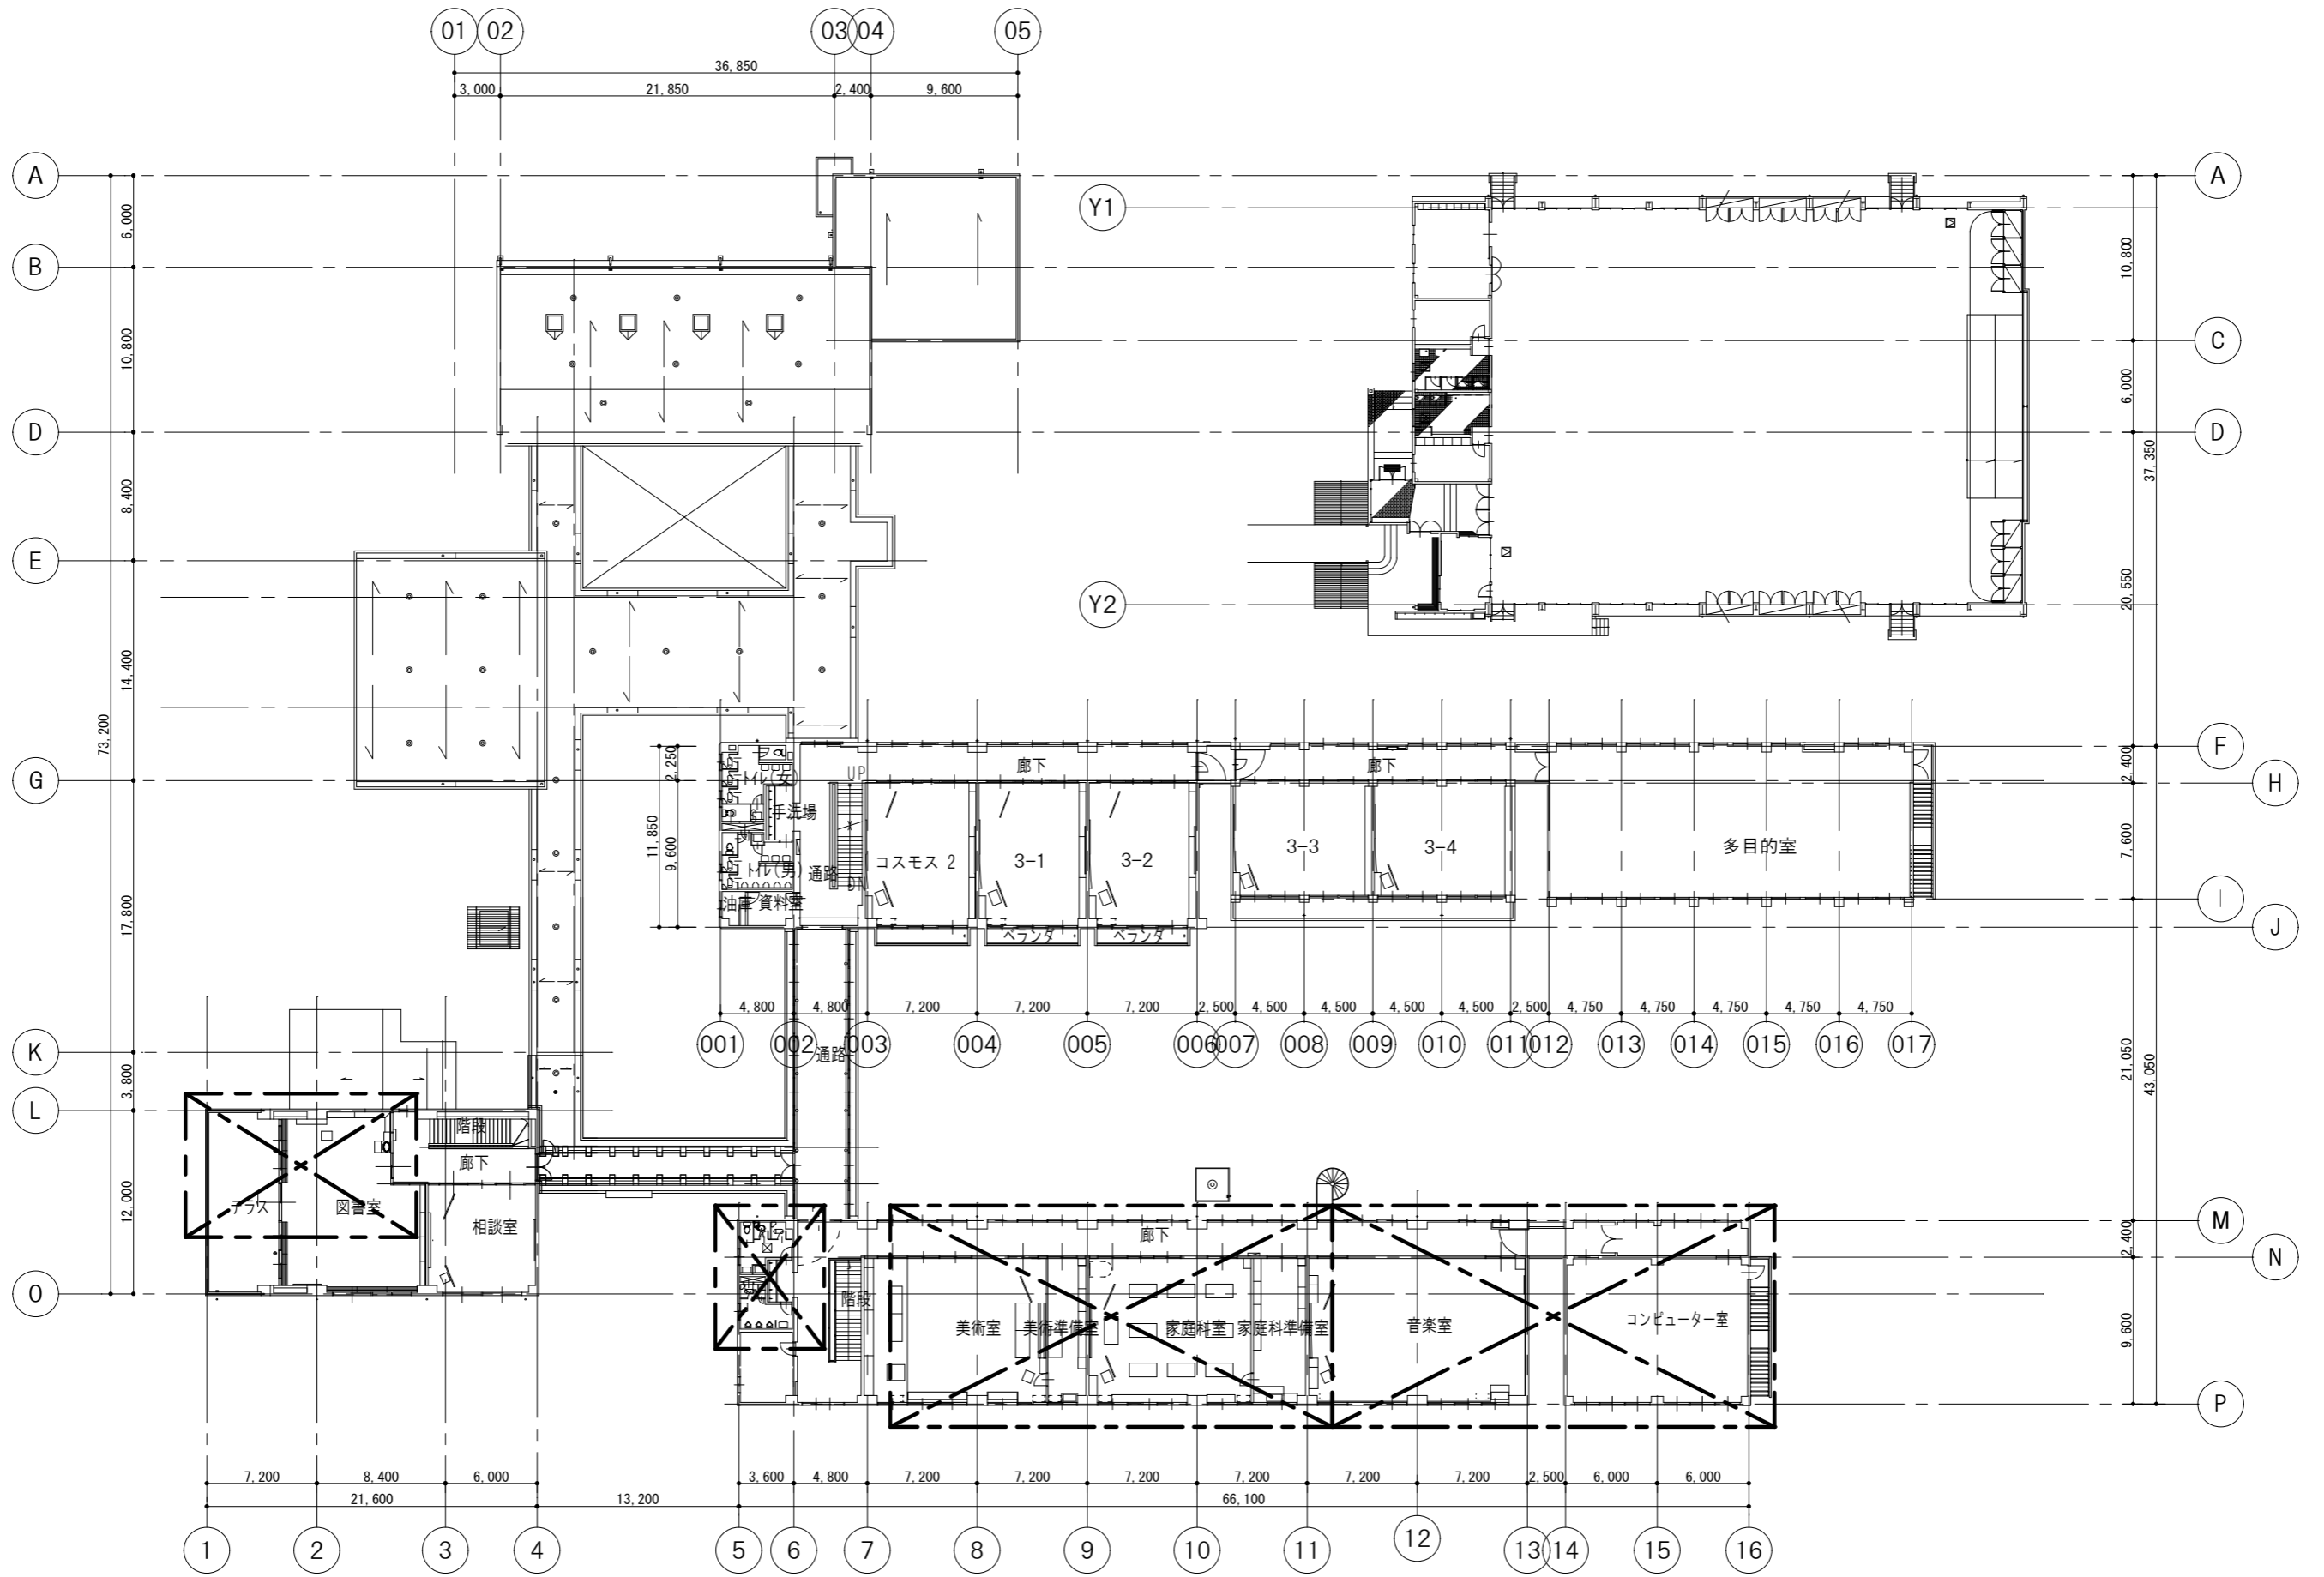 01 02 03 04 05
36,850
3,000 21,850 2,400 9,600
A A
Y1
B
C
D D
E
Y2
F
G
H
I
J
K
L
M
N
O
P
6,000
10,800
8,400
14,400
17,800
3,800
12,000
73,200
10,800
6,000
20,550
37,350
2,400
7,600
21,050
43,050
2,400
9,600
2,250
9,600
11,850
トイレ(女)
UP
廊下
廊下
手洗場
コスモス 2
3-1
3-2
3-3
3-4
多目的室
トイレ(男)
通路
DN
油庫
資料室
ベランダ
ベランダ
4,800 4,800 7,200 7,200 7,200 2,500 4,500 4,500 4,500 4,500 2,500 4,750 4,750 4,750 4,750 4,750
001 002 003 004 005 006 007 008 009 010 011 012 013 014 015 016 017
通路
階段
廊下
テラス
図書室
相談室
廊下
階段
美術室
美術準備室
家庭科室
家庭科準備室
音楽室
コンピューター室
7,200 8,400 6,000 3,600 4,800 7,200 7,200 7,200 7,200 7,200 7,200 2,500 6,000 6,000
21,600 13,200 66,100
1 2 3 4 5 6 7 8 9 10 11 12 13 14 15 16